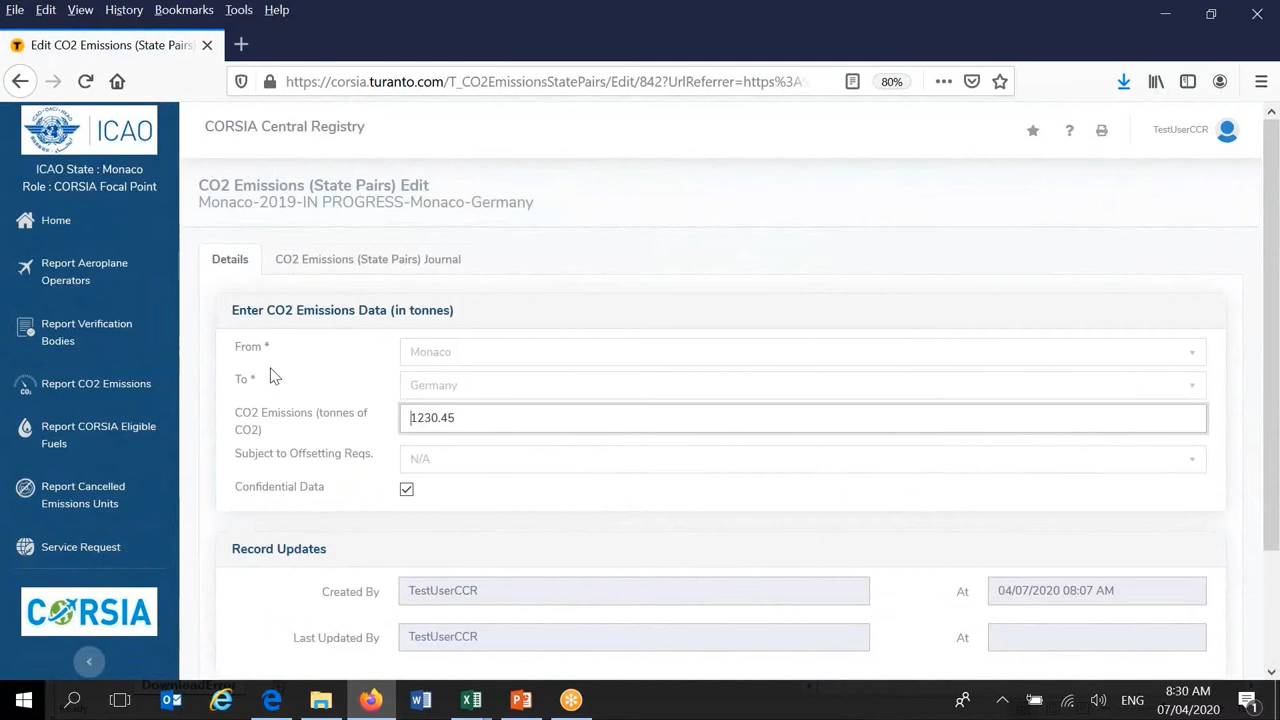 File Edit View History Bookmarks Tools Help
Edit CO2 Emissions (State Pairs)
https://corsia.turanto.com/T_CO2EmissionsStatePairs/Edit/842?UrlReferrer=https%3A%
80%
ICAO
ICAO State : Monaco
Role : CORSIA Focal Point
Home
Report Aeroplane
Operators
Report Verification
Bodies
CO₂
Report CO2 Emissions
Report CORSIA Eligible
Fuels
Report Cancelled
Emissions Units
Service Request
CORSIA
CORSIA Central Registry
TestUserCCR
CO2 Emissions (State Pairs) Edit
Monaco-2019-IN PROGRESS-Monaco-Germany
Details
CO2 Emissions (State Pairs) Journal
Enter CO2 Emissions Data (in tonnes)
From *
Monaco
To *
Germany
CO2 Emissions (tonnes of
CO2)
1230.45
Subject to Offsetting Reqs.
N/A
Confidential Data
Record Updates
Created By
TestUserCCR
At
04/07/2020 08:07 AM
Last Updated By
TestUserCCR
At
DownloadError
ENG
8:30 AM
07/04/2020
1